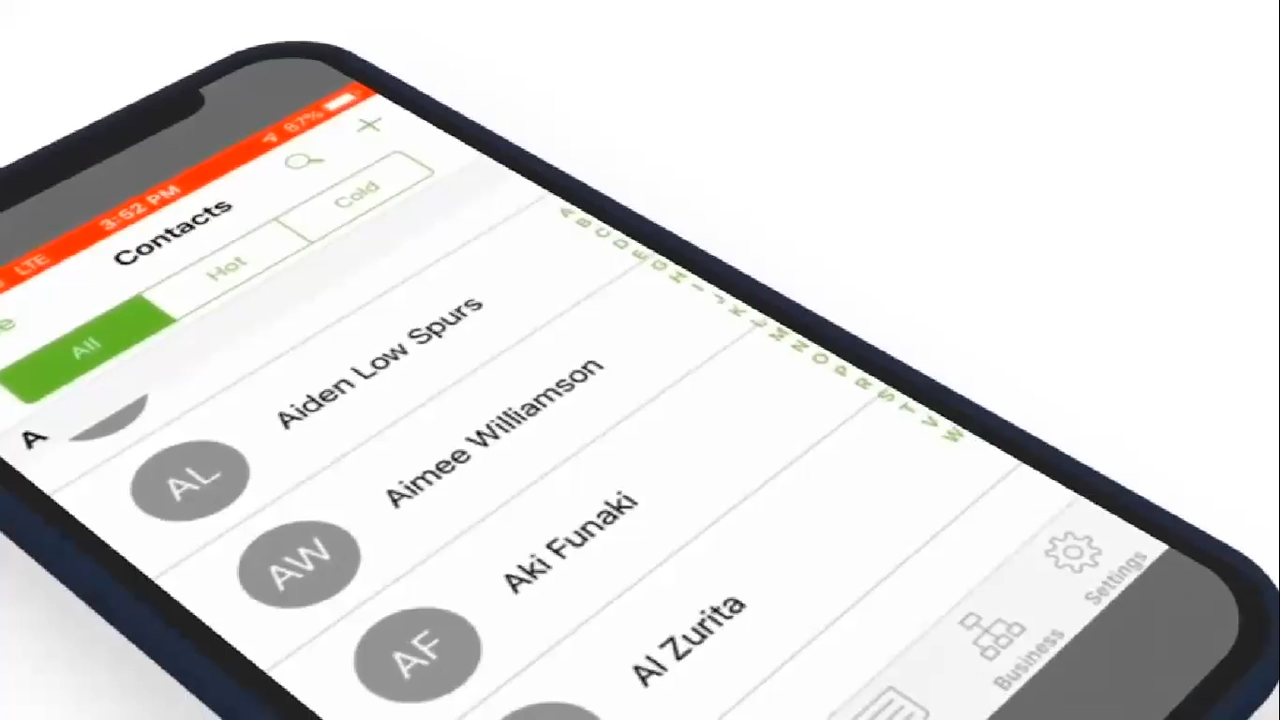 LTE
3:52 PM
87%
Contacts
All
Hot
Cold
A
AL
Aiden Low Spurs
AW
Aimee Williamson
AF
Aki Funaki
Al Zurita
A
B
C
D
E
G
H
I
J
K
L
M
N
O
P
R
S
T
V
W
Business
Settings